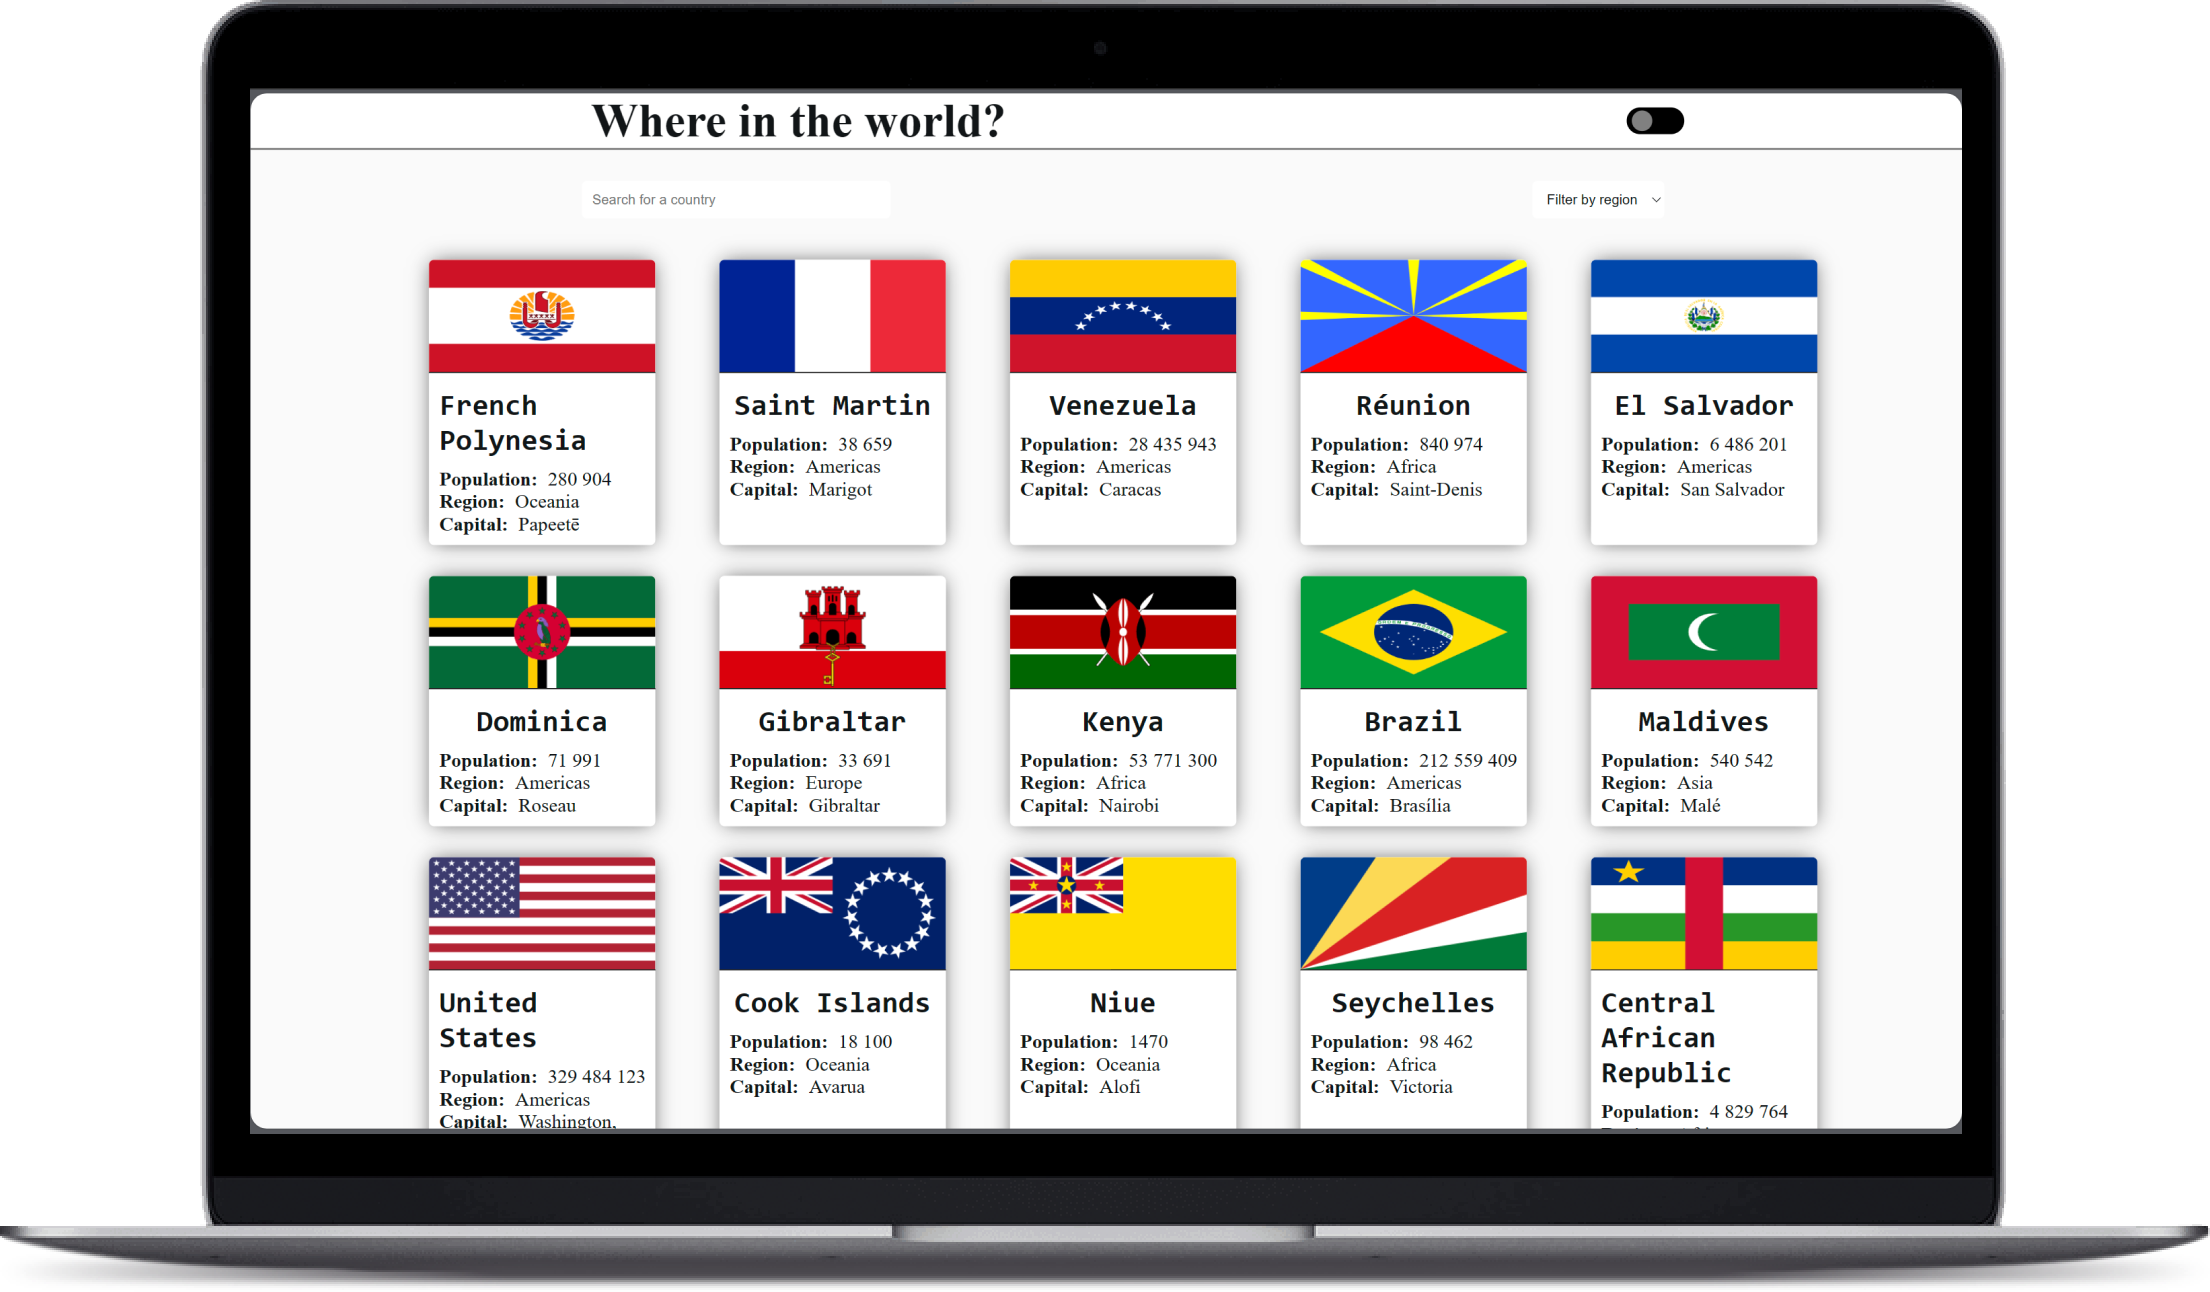 Where in the world?
Search for a country
Filter by region
French
Polynesia
Population: 280 904
Region: Oceania
Capital: Papeetē
Saint Martin
Population: 38 659
Region: Americas
Capital: Marigot
Venezuela
Population: 28 435 943
Region: Americas
Capital: Caracas
Réunion
Population: 840 974
Region: Africa
Capital: Saint-Denis
El Salvador
Population: 6 486 201
Region: Americas
Capital: San Salvador
Dominica
Population: 71 991
Region: Americas
Capital: Roseau
Gibraltar
Population: 33 691
Region: Europe
Capital: Gibraltar
Kenya
Population: 53 771 300
Region: Africa
Capital: Nairobi
Brazil
Population: 212 559 409
Region: Americas
Capital: Brasília
Maldives
Population: 540 542
Region: Asia
Capital: Malé
United
States
Population: 329 484 123
Region: Americas
Capital: Washington,
Cook Islands
Population: 18 100
Region: Oceania
Capital: Avarua
Niue
Population: 1470
Region: Oceania
Capital: Alofi
Seychelles
Population: 98 462
Region: Africa
Capital: Victoria
Central
African
Republic
Population: 4 829 764